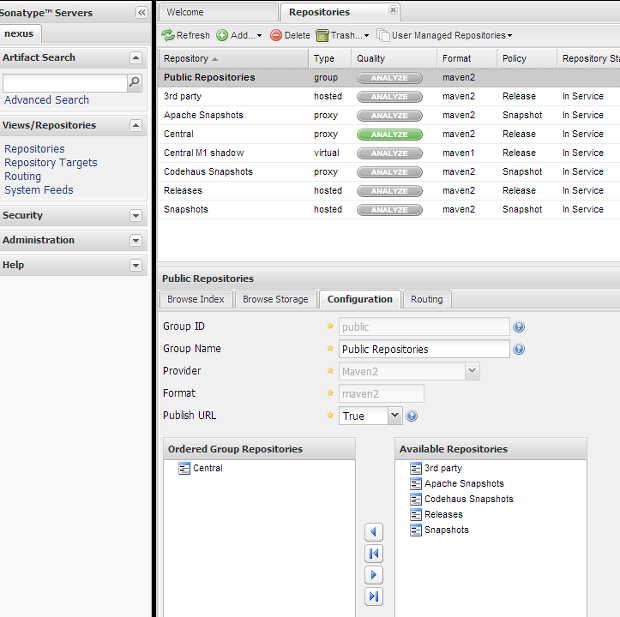 Sonatype™ Servers
nexus
Artifact Search
Advanced Search
Views/Repositories
Repositories
Repository Targets
Routing
System Feeds
Security
Administration
Help
Welcome
Repositories
Refresh Add... Delete Trash... User Managed Repositories
Repository Type Quality Format Policy Repository Sta
Public Repositories group ANALYZE maven2
3rd party hosted ANALYZE maven2 Release In Service
Apache Snapshots proxy ANALYZE maven2 Snapshot In Service
Central proxy ANALYZE maven2 Release In Service
Central M1 shadow virtual ANALYZE maven1 Release In Service
Codehaus Snapshots proxy ANALYZE maven2 Snapshot In Service
Releases hosted ANALYZE maven2 Release In Service
Snapshots hosted ANALYZE maven2 Snapshot In Service
Public Repositories
Browse Index Browse Storage Configuration Routing
Group ID public
Group Name Public Repositories
Provider Maven2
Format maven2
Publish URL True
Ordered Group Repositories
Central
Available Repositories
3rd party
Apache Snapshots
Codehaus Snapshots
Releases
Snapshots